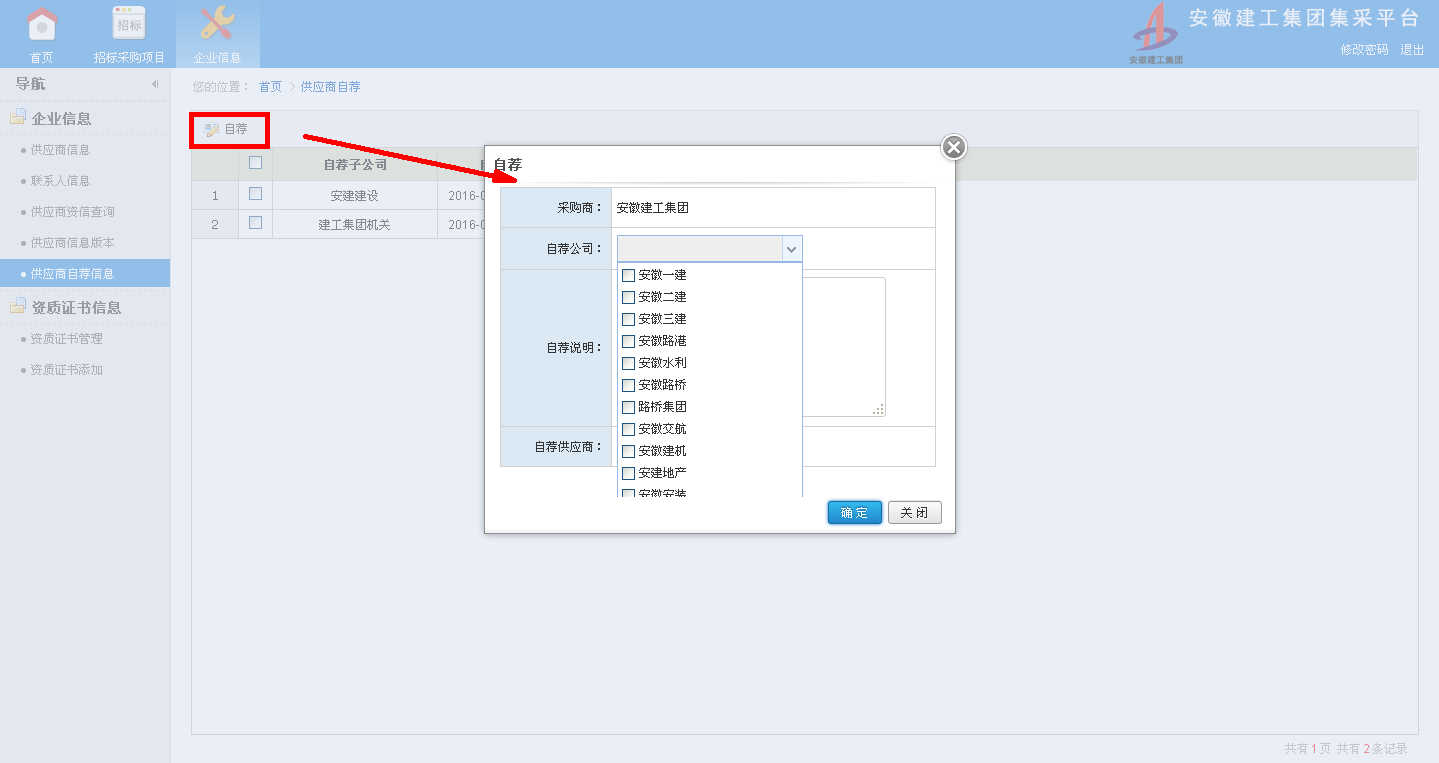 首页
招标
招标采购项目
企业信息
安徽建工集团
安徽建工集团集采平台
修改密码 退出
导航
您的位置： 首页 > 供应商自荐
企业信息
供应商信息
联系人信息
供应商资信查询
供应商信息版本
供应商自荐信息
资质证书信息
资质证书管理
资质证书添加
自荐
自荐子公司
1 安建建设 2016-0
2 建工集团机关 2016-0
自荐
采购商： 安徽建工集团
自荐公司：
安徽一建
安徽二建
安徽三建
安徽路港
安徽水利
安徽路桥
路桥集团
安徽交航
安徽建机
安建地产
安徽安装
自荐说明：
自荐供应商：
确定 关闭
共有1页 共有2条记录